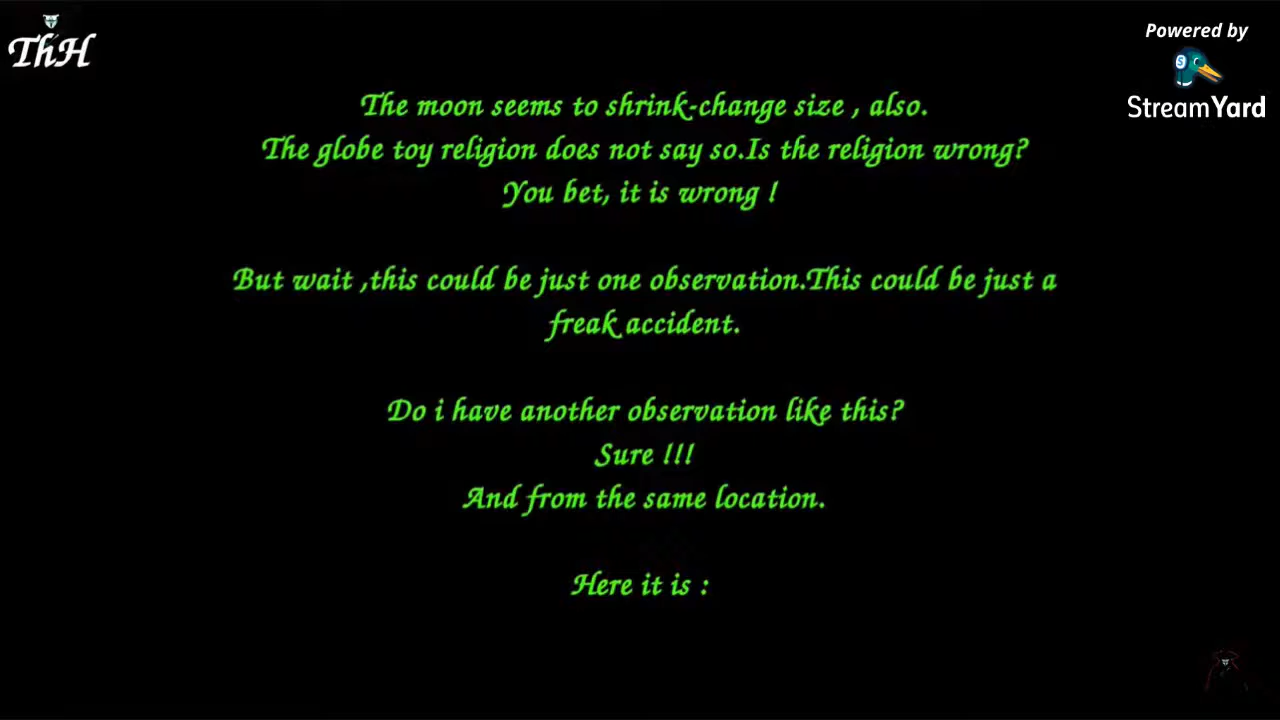 ThH
Powered by
StreamYard
The moon seems to shrink-change size , also.
The globe toy religion does not say so.Is the religion wrong?
You bet, it is wrong !
But wait ,this could be just one observation.This could be just a
freak accident.
Do i have another observation like this?
Sure !!!
And from the same location.
Here it is :